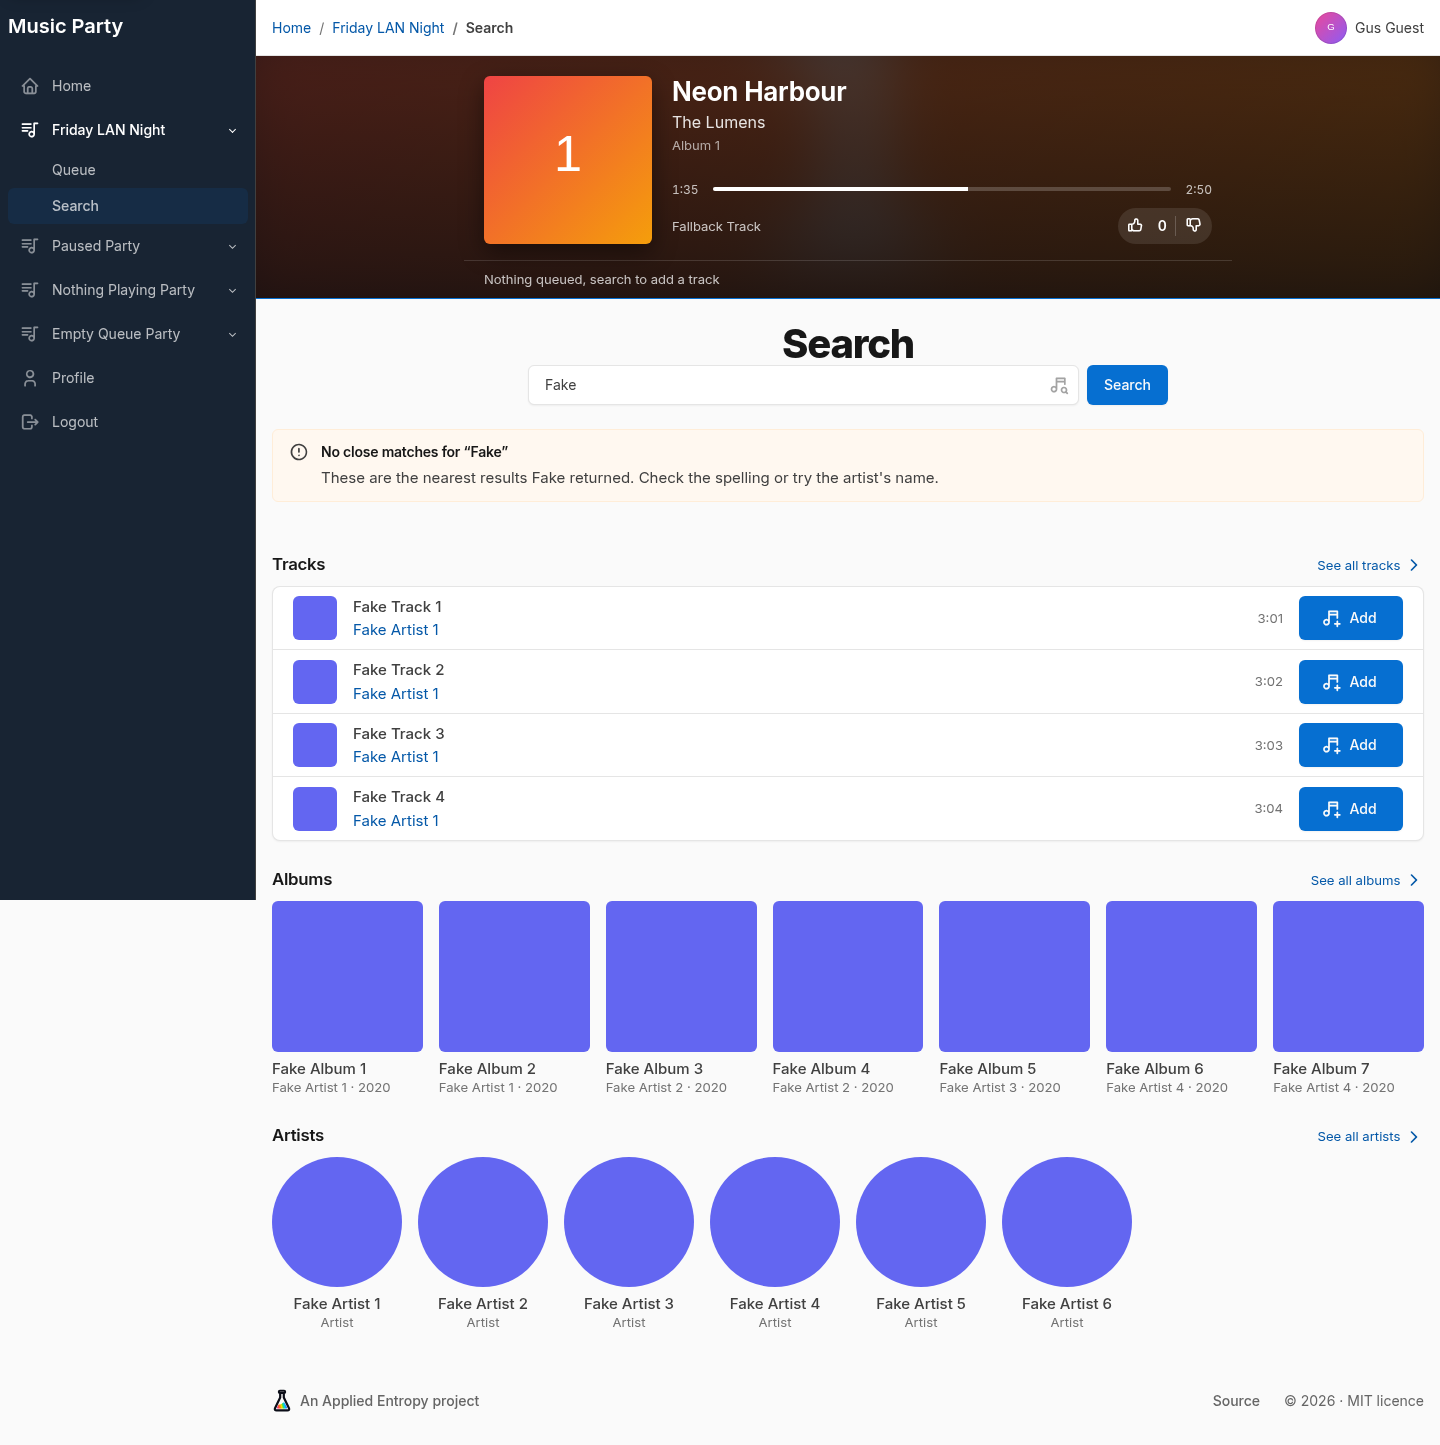 Music Party
Home
Friday LAN Night
Queue
Search
Paused Party
Nothing Playing Party
Empty Queue Party
Profile
Logout
Home / Friday LAN Night / Search
G Gus Guest
1
Neon Harbour
The Lumens
Album 1
1:35 2:50
Fallback Track 0
Nothing queued, search to add a track
Search
Fake Search
No close matches for “Fake”
These are the nearest results Fake returned. Check the spelling or try the artist's name.
Tracks See all tracks
Fake Track 1
Fake Artist 1
3:01 Add
Fake Track 2
Fake Artist 1
3:02 Add
Fake Track 3
Fake Artist 1
3:03 Add
Fake Track 4
Fake Artist 1
3:04 Add
Albums See all albums
Fake Album 1
Fake Artist 1 · 2020
Fake Album 2
Fake Artist 1 · 2020
Fake Album 3
Fake Artist 2 · 2020
Fake Album 4
Fake Artist 2 · 2020
Fake Album 5
Fake Artist 3 · 2020
Fake Album 6
Fake Artist 4 · 2020
Fake Album 7
Fake Artist 4 · 2020
Artists See all artists
Fake Artist 1
Artist
Fake Artist 2
Artist
Fake Artist 3
Artist
Fake Artist 4
Artist
Fake Artist 5
Artist
Fake Artist 6
Artist
An Applied Entropy project
Source © 2026 · MIT licence